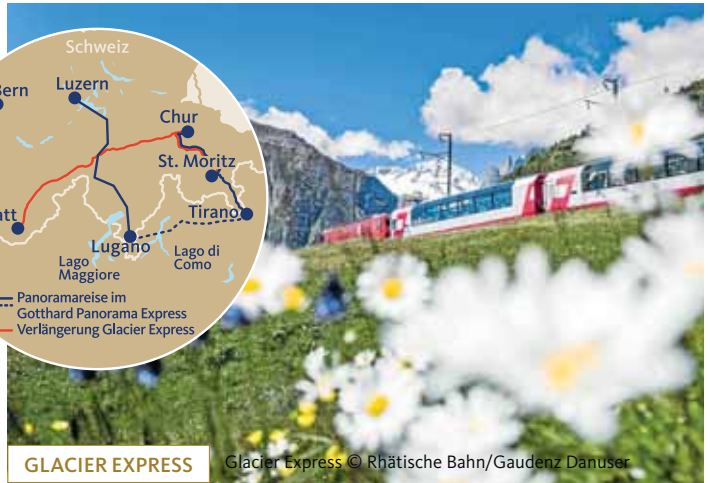 Schweiz
Bern
Luzern
Chur
St. Moritz
Tirano
att
Lugano
Lago
Maggiore
Lago di
Como
Panoramareise im
Gotthard Panorama Express
Verlängerung Glacier Express
GLACIER EXPRESS
Glacier Express © Rhätische Bahn/Gaudenz Danuser